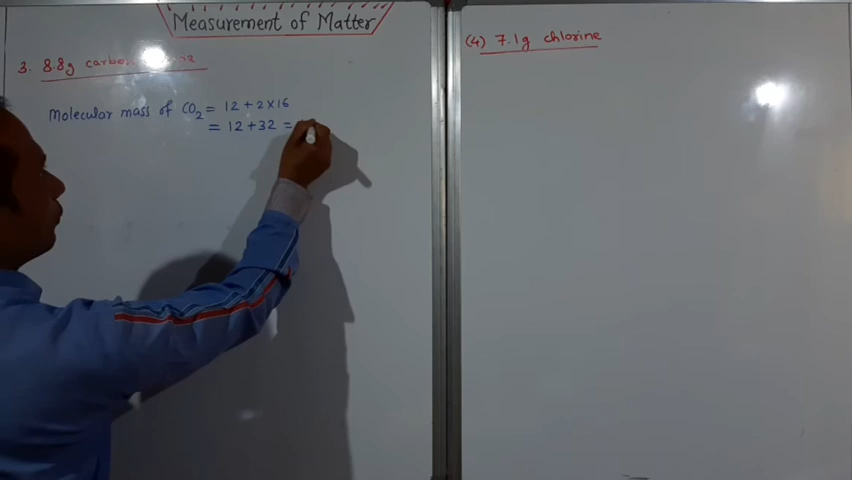 Measurement of Matter
3. 8.8g carbon
Molecular mass of CO₂ = 12 + 2×16
= 12 + 32 =
(4) 7.1g chlorine